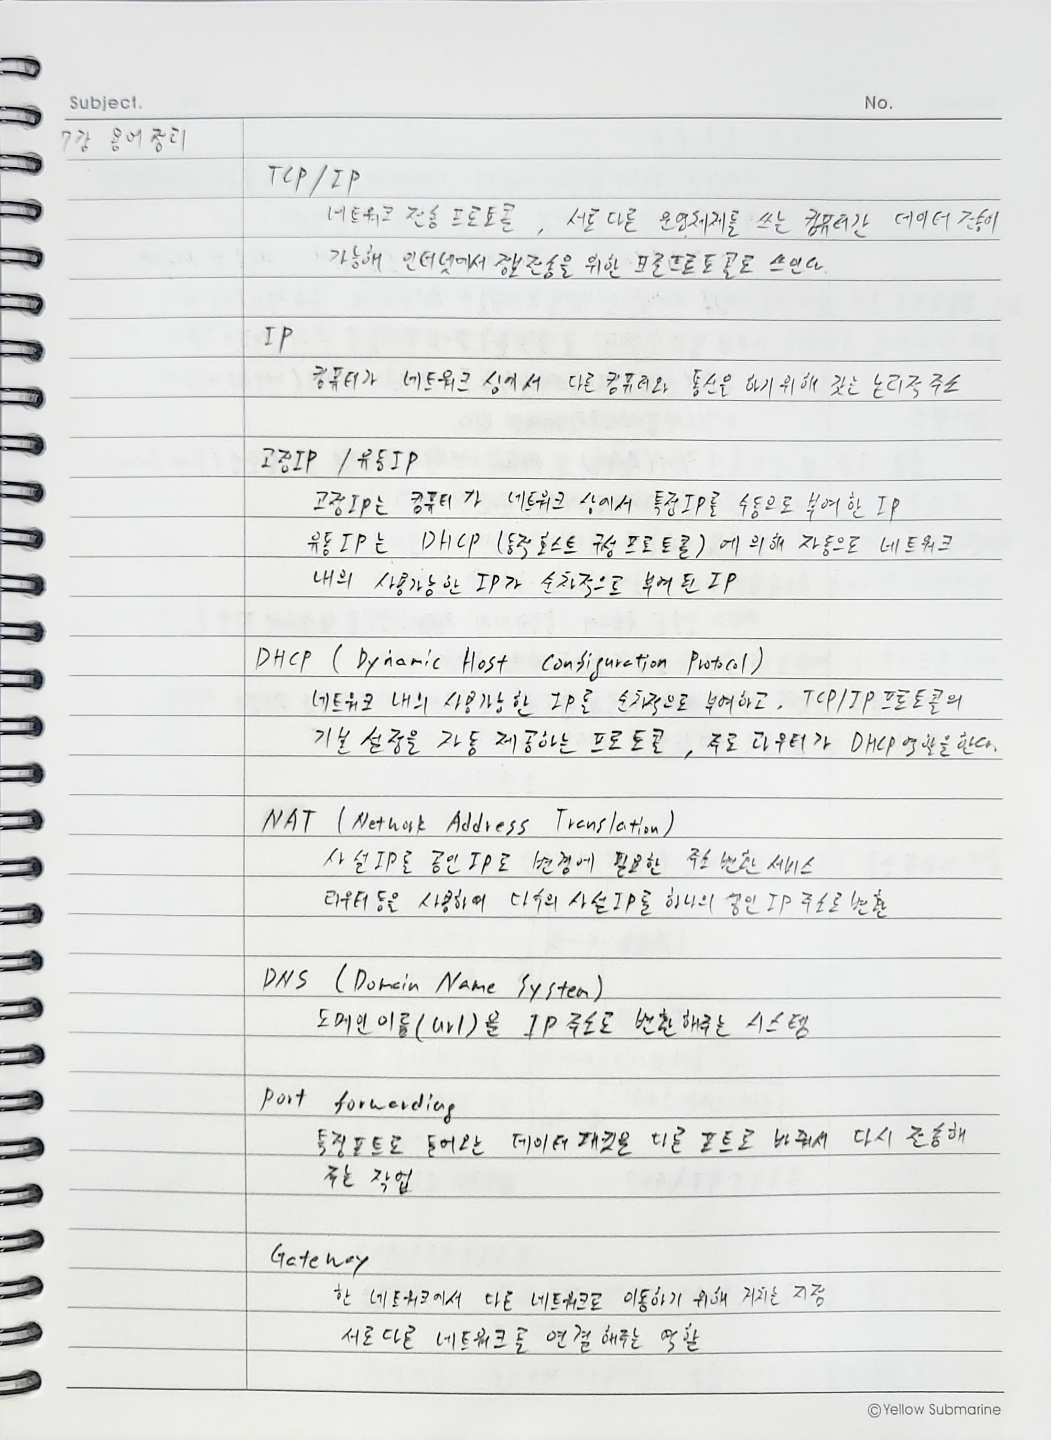 Subject.
No.
7강 용어정리
TCP/IP
네트워크 전송 프로토콜, 서로 다른 운영체제를 쓰는 컴퓨터간 데이터 전송이
가능해 인터넷에서 정보전송을 위한 프로토콜로 쓰인다.
IP
컴퓨터가 네트워크 상에서 다른 컴퓨터와 통신을 하기 위해 갖는 논리적 주소
고정IP / 유동IP
고정IP는 컴퓨터가 네트워크 상에서 특정IP를 수동으로 부여한 IP
유동IP는 DHCP (동적 호스트 구성 프로토콜)에 의해 자동으로 네트워크
내의 사용가능한 IP가 순차적으로 부여된 IP
DHCP (Dynamic Host Configuration Protocol)
네트워크 내의 사용가능한 IP를 순차적으로 부여하고, TCP/IP 프로토콜의
기본 설정을 자동 제공하는 프로토콜, 주로 라우터가 DHCP 역할을 한다.
NAT (Network Address Translation)
사설IP를 공인IP로 변경에 필요한 주소 변환 서비스
라우터 등을 사용하여 다수의 사설IP를 하나의 공인 IP 주소로 변환
DNS (Domain Name System)
도메인이름(url)을 IP 주소로 변환해주는 시스템
Port forwarding
특정포트로 들어오는 데이터 패킷을 다른 포트로 바꿔서 다시 전송해
주는 작업
Gateway
한 네트워크에서 다른 네트워크로 이동하기 위해 거치는 지점
서로 다른 네트워크를 연결해주는 역할
©Yellow Submarine